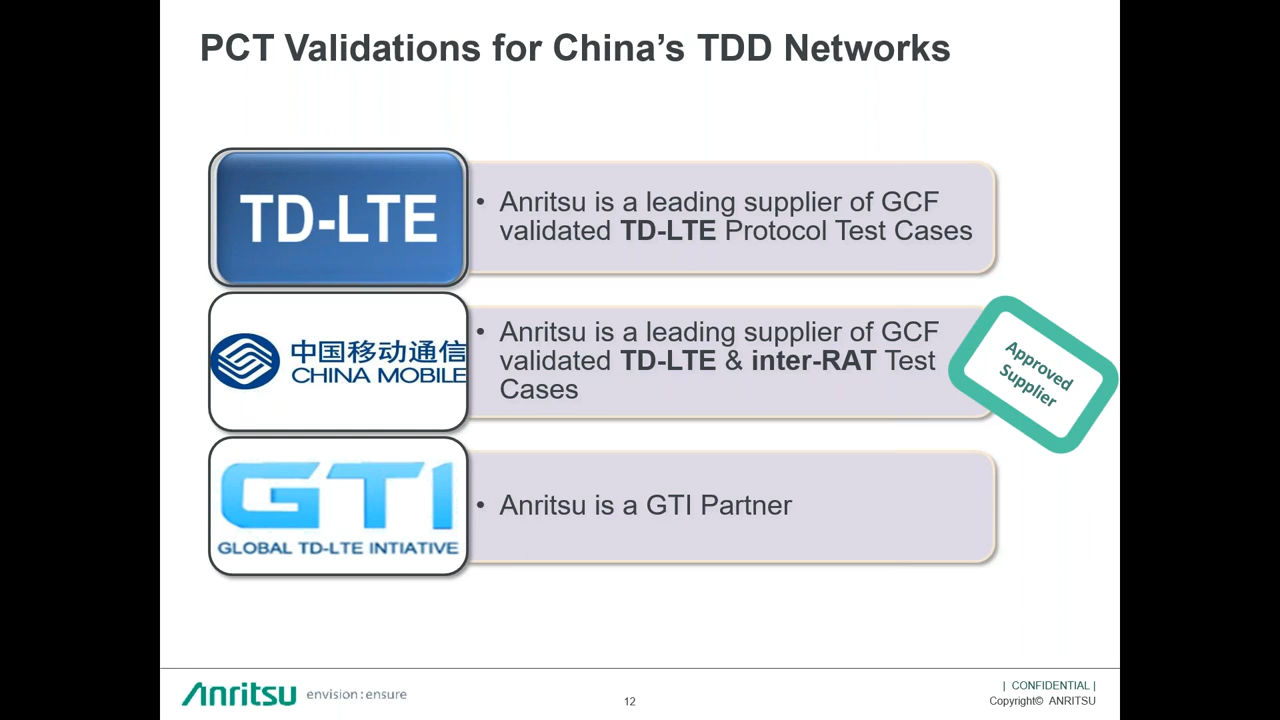 PCT Validations for China’s TDD Networks
TD-LTE
• Anritsu is a leading supplier of GCF
validated TD-LTE Protocol Test Cases
中国移动通信
CHINA MOBILE
• Anritsu is a leading supplier of GCF
validated TD-LTE & inter-RAT Test
Cases
Approved
Supplier
GTI
GLOBAL TD-LTE INTIATIVE
• Anritsu is a GTI Partner
Anritsu envision : ensure
12
| CONFIDENTIAL |
Copyright© ANRITSU